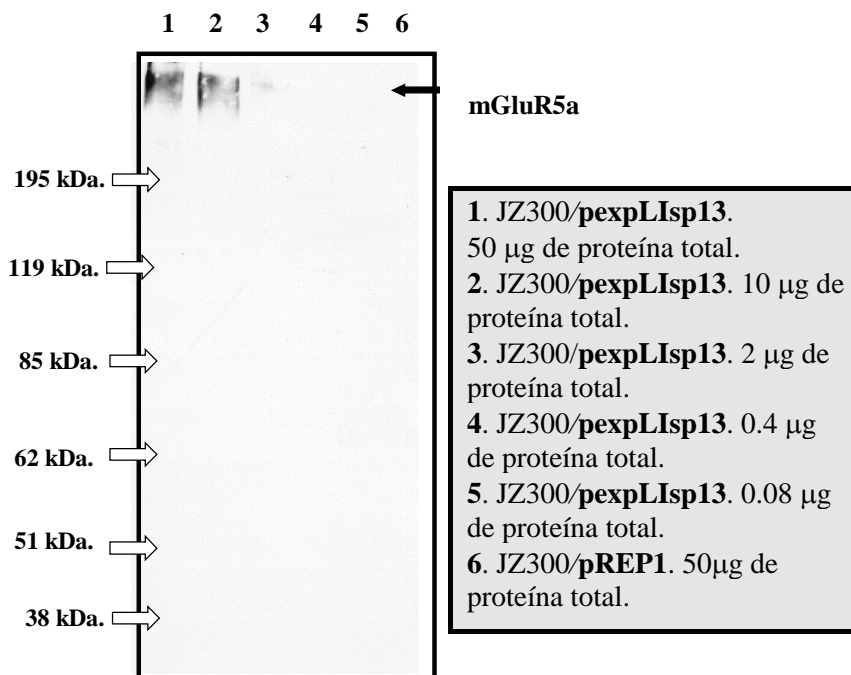 1 2 3 4 5 6
mGluR5a
195 kDa.
119 kDa.
85 kDa.
62 kDa.
51 kDa.
38 kDa.
1. JZ300/pexpLIsp13.
50 μg de proteína total.
2. JZ300/pexpLIsp13. 10 μg de
proteína total.
3. JZ300/pexpLIsp13. 2 μg de
proteína total.
4. JZ300/pexpLIsp13. 0.4 μg
de proteína total.
5. JZ300/pexpLIsp13. 0.08 μg
de proteína total.
6. JZ300/pREP1. 50μg de
proteína total.